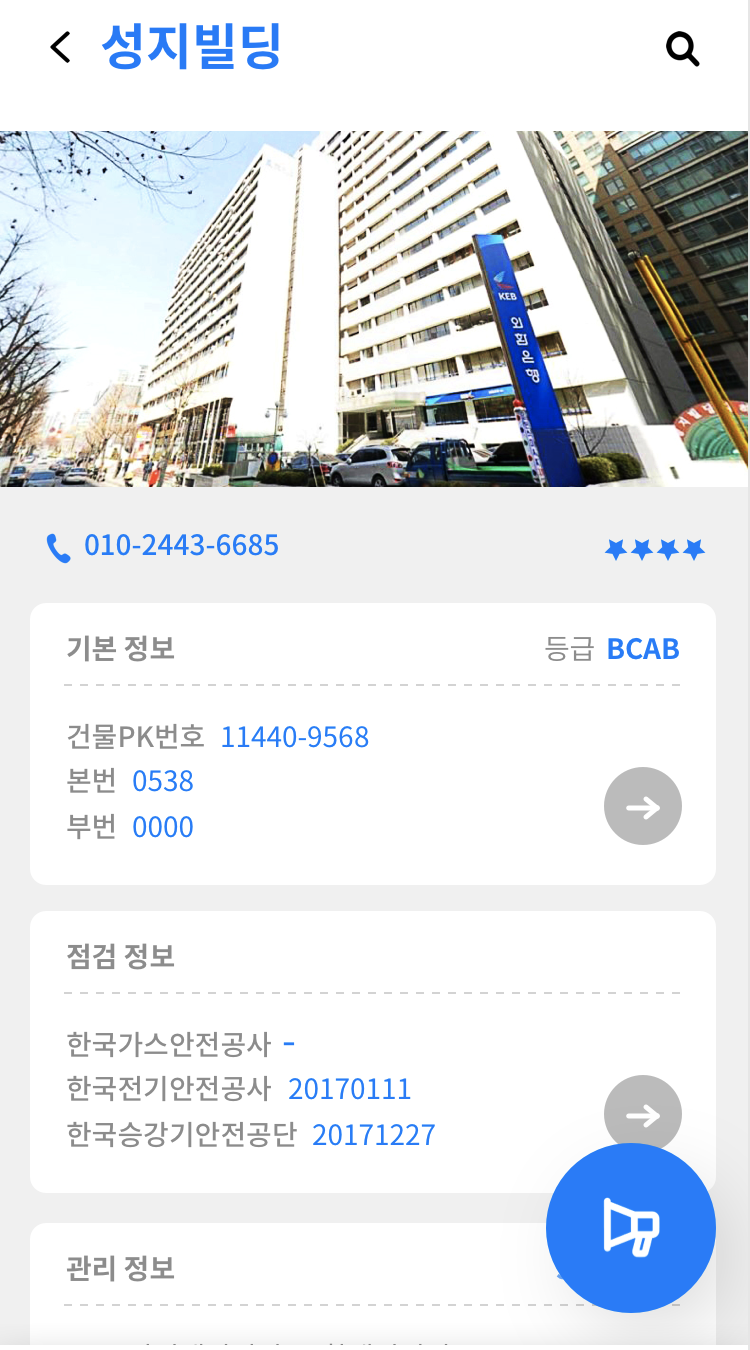 성지빌딩
KEB
외환은행
010-2443-6685
기본 정보
등급 BCAB
건물PK번호 11440-9568
본번 0538
부번 0000
점검 정보
한국가스안전공사 -
한국전기안전공사 20170111
한국승강기안전공단 20171227
관리 정보